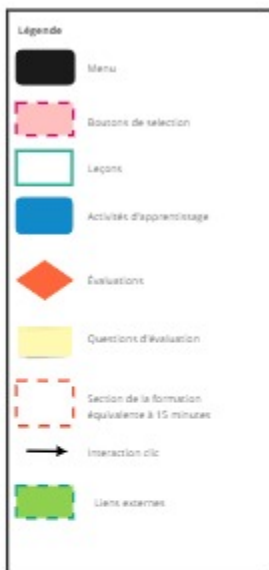 Légende
Menu
Boutons de selection
Leçons
Activités d'apprentissage
Évaluations
Questions d'évaluation
Section de la formation
équivalente à 15 minutes
Interaction clic
Liens externes